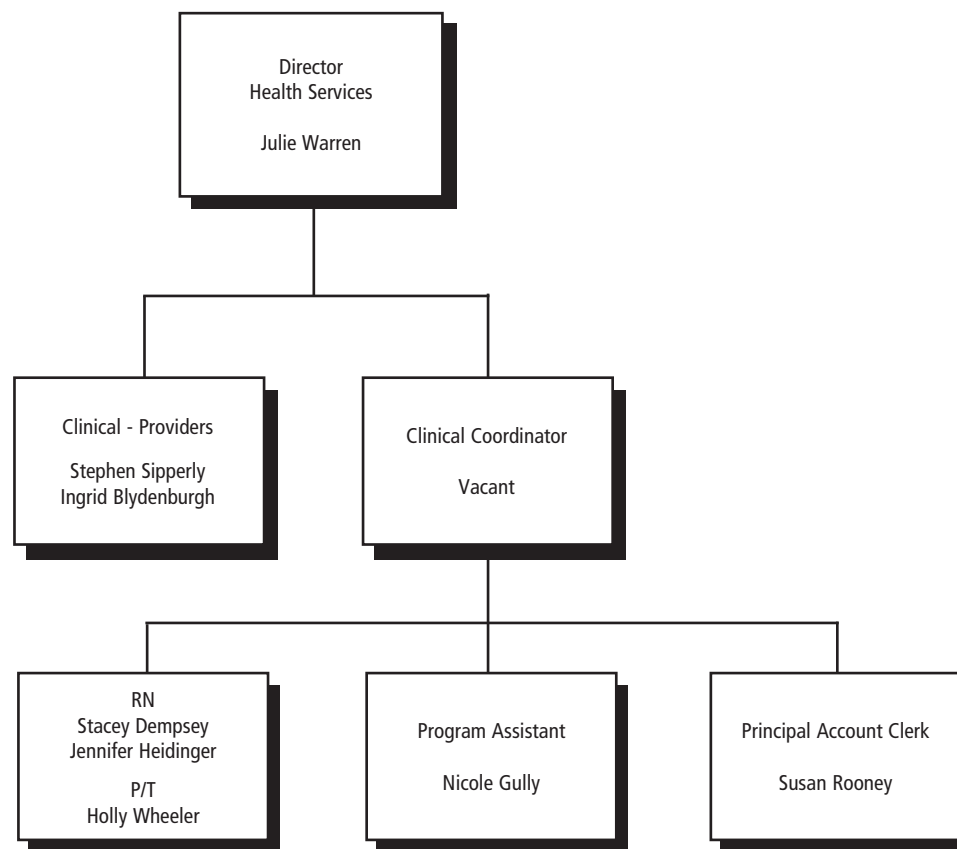 Director
Health Services
Julie Warren
Clinical - Providers
Stephen Sipperly
Ingrid Blydenburgh
Clinical Coordinator
Vacant
RN
Stacey Dempsey
Jennifer Heidinger
P/T
Holly Wheeler
Program Assistant
Nicole Gully
Principal Account Clerk
Susan Rooney